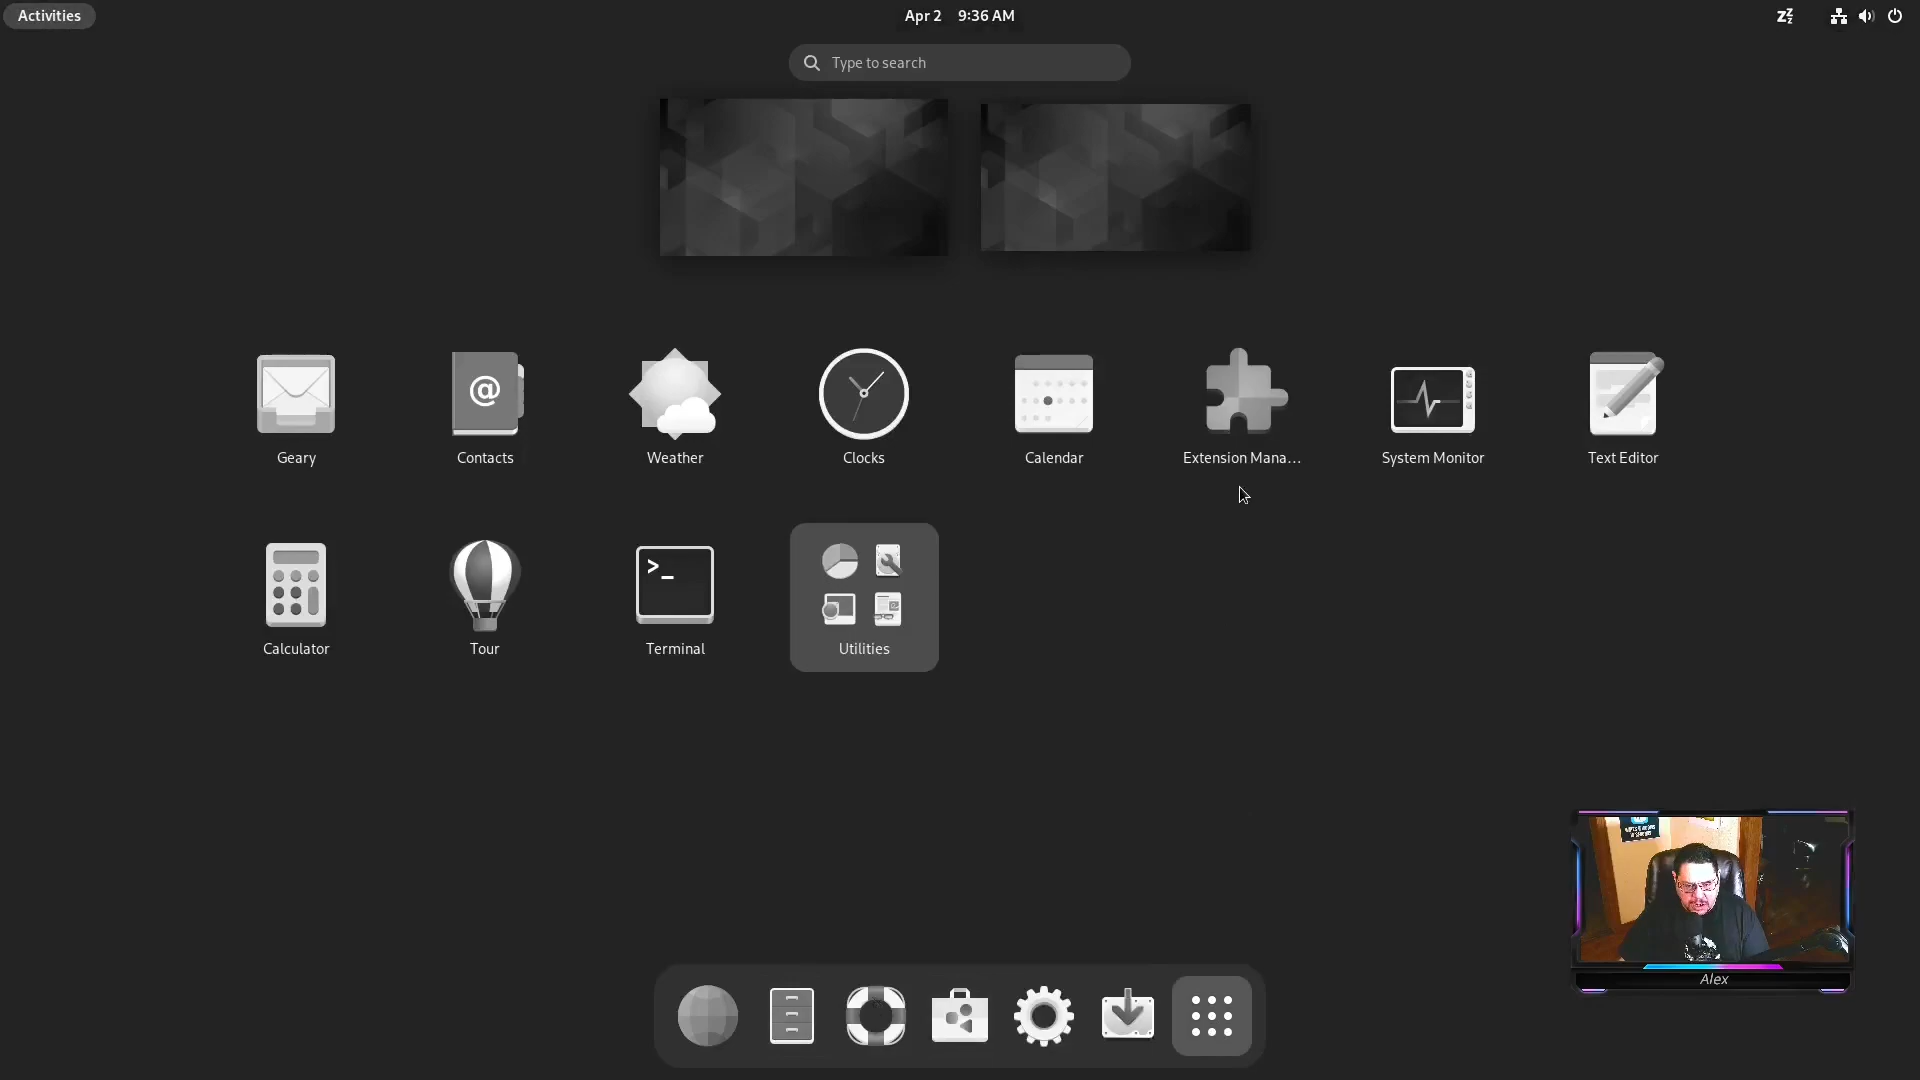 Activities
Apr 2 9:36 AM
Type to search
Geary
Contacts
Weather
Clocks
Calendar
Extension Mana...
System Monitor
Text Editor
Calculator
Tour
Terminal
Utilities
Alex